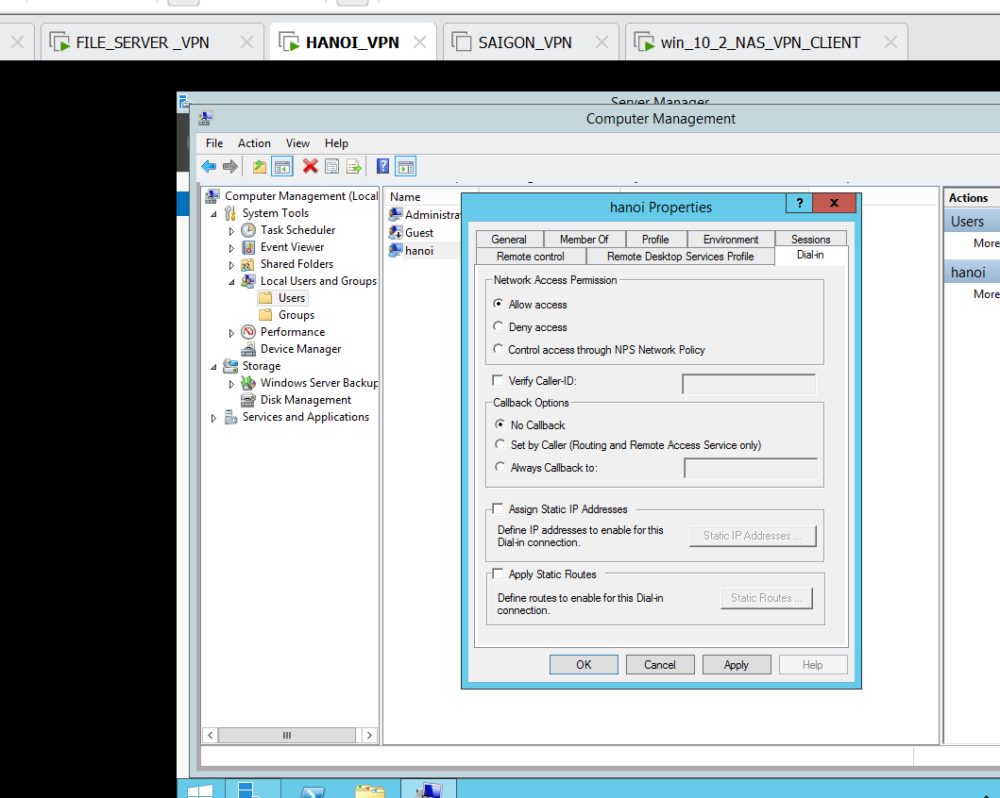 FILE_SERVER _VPN
HANOI_VPN
SAIGON_VPN
win_10_2_NAS_VPN_CLIENT
Server Manager
Computer Management
File Action View Help
Computer Management (Local
System Tools
Task Scheduler
Event Viewer
Shared Folders
Local Users and Groups
Users
Groups
Performance
Device Manager
Storage
Windows Server Backup
Disk Management
Services and Applications
Name
Administra
Guest
hanoi
hanoi Properties
?
General Member Of Profile Environment Sessions
Remote control Remote Desktop Services Profile Dial-in
Network Access Permission
Allow access
Deny access
Control access through NPS Network Policy
Verify Caller-ID:
Callback Options
No Callback
Set by Caller (Routing and Remote Access Service only)
Always Callback to:
Assign Static IP Addresses
Define IP addresses to enable for this
Dial-in connection.
Static IP Addresses ...
Apply Static Routes
Define routes to enable for this Dial-in
connection.
Static Routes ...
OK Cancel Apply Help
Actions
Users
More
hanoi
More